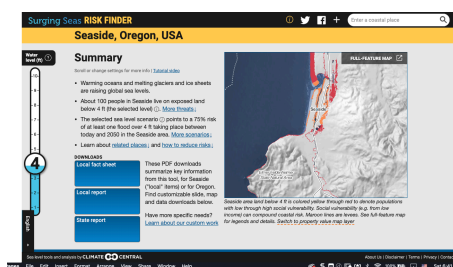 Surging Seas RISK FINDER
Enter a coastal place
Seaside, Oregon, USA
Water
level (ft)
Summary
Scroll or change settings for more info | Tutorial video
• Warming oceans and melting glaciers and ice sheets
are raising global sea levels.
• About 100 people in Seaside live on exposed land
below 4 ft (the selected level). More threats↓
• The selected sea level scenario points to a 75% risk
of at least one flood over 4 ft taking place between
today and 2050 in the Seaside area. More scenarios↓
• Learn about related places↓ and how to reduce risks↓
DOWNLOADS
Local fact sheet
Local report
State report
These PDF downloads
summarize key information
from this tool, for Seaside
("local" items) or for Oregon.
Find customizable slide, map
and data downloads below.
Have more specific needs?
Learn about our custom work
4
English
FULL-FEATURE MAP
Seaside
Seaside area land below 4 ft is colored yellow through red to denote populations
with low through high social vulnerability. Social vulnerability (e.g. from low
income) can compound coastal risk. Maroon lines are levees. See full-feature map
for legends and details. Switch to property value map layer
Sea level tools and analysis by CLIMATE CENTRAL
About Us | Disclaimer | Terms | Privacy | Contact
File Edit Insert Format Arrange View Share Window Help
100%